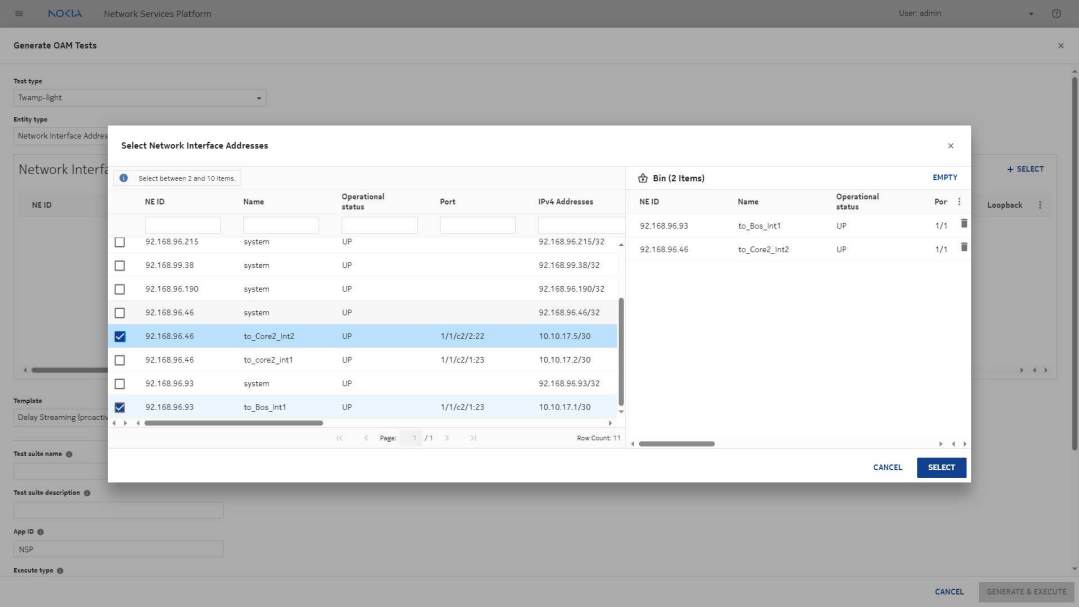 NOKIA Network Services Platform User: admin
Generate OAM Tests
Test type
Twamp-light
Entity type
Network Interface Addres
Network Interfa
+ SELECT
NE ID
Loopback
Select Network Interface Addresses
Select between 2 and 10 items.
NE ID Name Operational status Port IPv4 Addresses
92.168.96.215 system UP 92.168.96.215/32
92.168.99.38 system UP 92.168.99.38/32
92.168.96.190 system UP 92.168.96.190/32
92.168.96.46 system UP 92.168.96.46/32
92.168.96.46 to_Core2_Int2 UP 1/1/c2/2:22 10.10.17.5/30
92.168.96.46 to_core2_int1 UP 1/1/c2/1:23 10.10.17.2/30
92.168.96.93 system UP 92.168.96.93/32
92.168.96.93 to_Bos_Int1 UP 1/1/c2/1:23 10.10.17.1/30
Page: 1 / 1
Row Count: 11
Bin (2 Items)
EMPTY
NE ID Name Operational status Por
92.168.96.93 to_Bos_Int1 UP 1/1
92.168.96.46 to_Core2_Int2 UP 1/1
CANCEL SELECT
Template
Delay Streaming (proactiv
Test suite name
Test suite description
App ID
NSP
Execute type
CANCEL GENERATE & EXECUTE